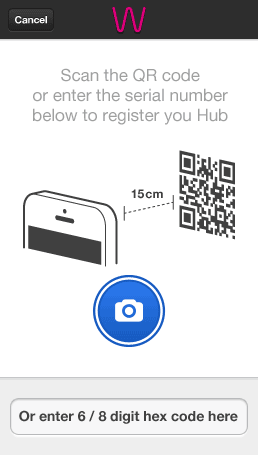 Cancel
Scan the QR code
or enter the serial number
below to register you Hub
15cm
Or enter 6 / 8 digit hex code here